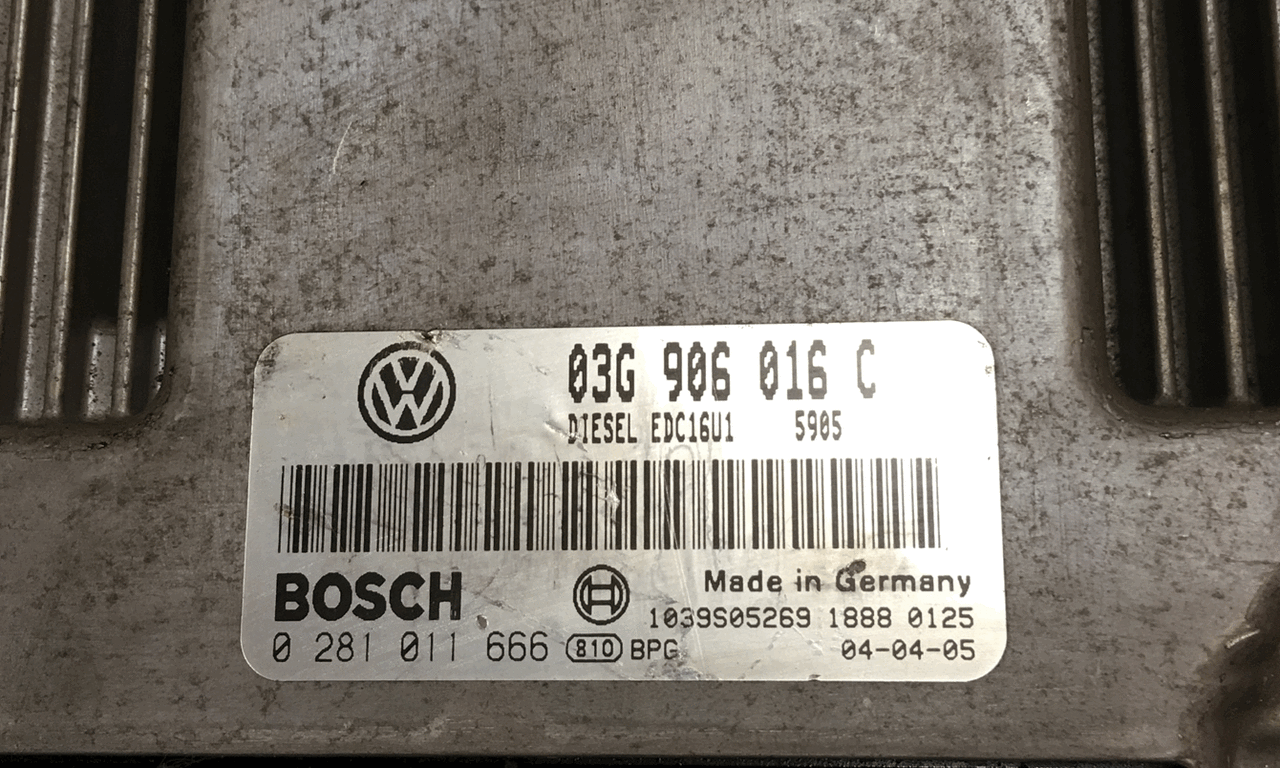 03G 906 016 C
DIESEL EDC16U1 5905
BOSCH
Made in Germany
1039S05269 1888 0125
0 281 011 666 810 BPG 04-04-05